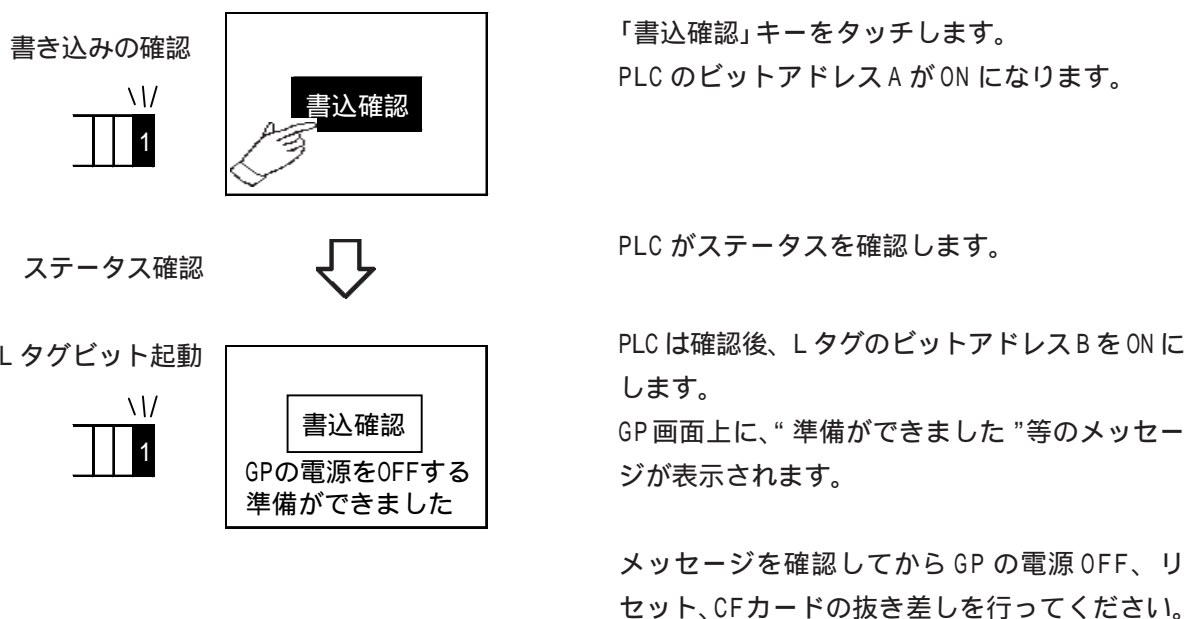 書き込みの確認
1
書込確認
「書込確認」キーをタッチします。
PLC のビットアドレス A が ON になります。
ステータス確認
PLC がステータスを確認します。
L タグビット起動
1
書込確認
GPの電源をOFFする
準備ができました
PLC は確認後、L タグのビットアドレス B を ON に
します。
GP 画面上に、“ 準備ができました ”等のメッセー
ジが表示されます。
メッセージを確認してから GP の電源 OFF、リ
セット、CFカードの抜き差しを行ってください。